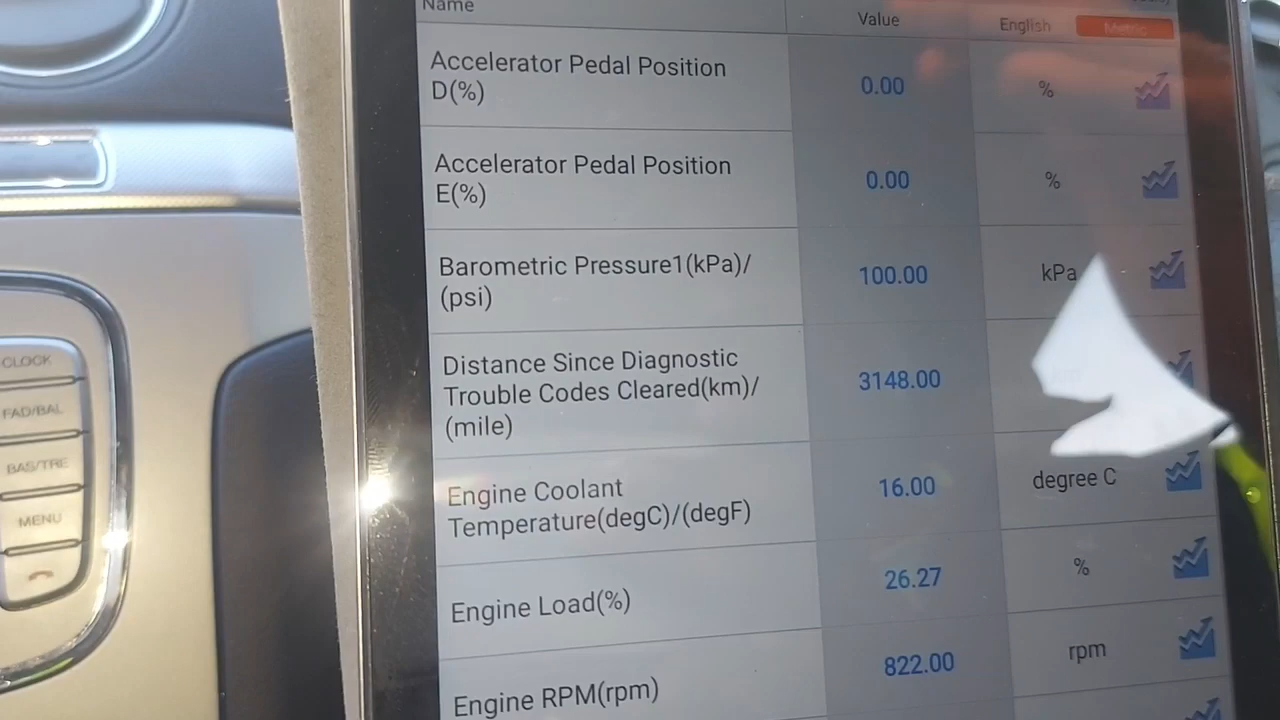 Name
Value
English
Metric
Accelerator Pedal Position
D(%)
0.00
%
Accelerator Pedal Position
E(%)
0.00
%
Barometric Pressure1(kPa)/
(psi)
100.00
kPa
Distance Since Diagnostic
Trouble Codes Cleared(km)/
(mile)
3148.00
Engine Coolant
Temperature(degC)/(degF)
16.00
degree C
Engine Load(%)
26.27
%
Engine RPM(rpm)
822.00
rpm
CLOCK
FAD/BAL
BAS/TRE
MENU